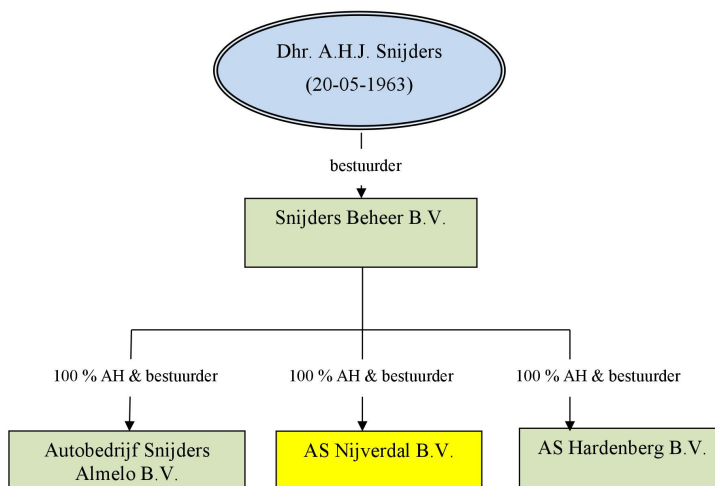 Dhr. A.H.J. Snijders
(20-05-1963)
bestuurder
Snijders Beheer B.V.
100 % AH & bestuurder
100 % AH & bestuurder
100 % AH & bestuurder
Autobedrijf Snijders
Almelo B.V.
AS Nijverdal B.V.
AS Hardenberg B.V.